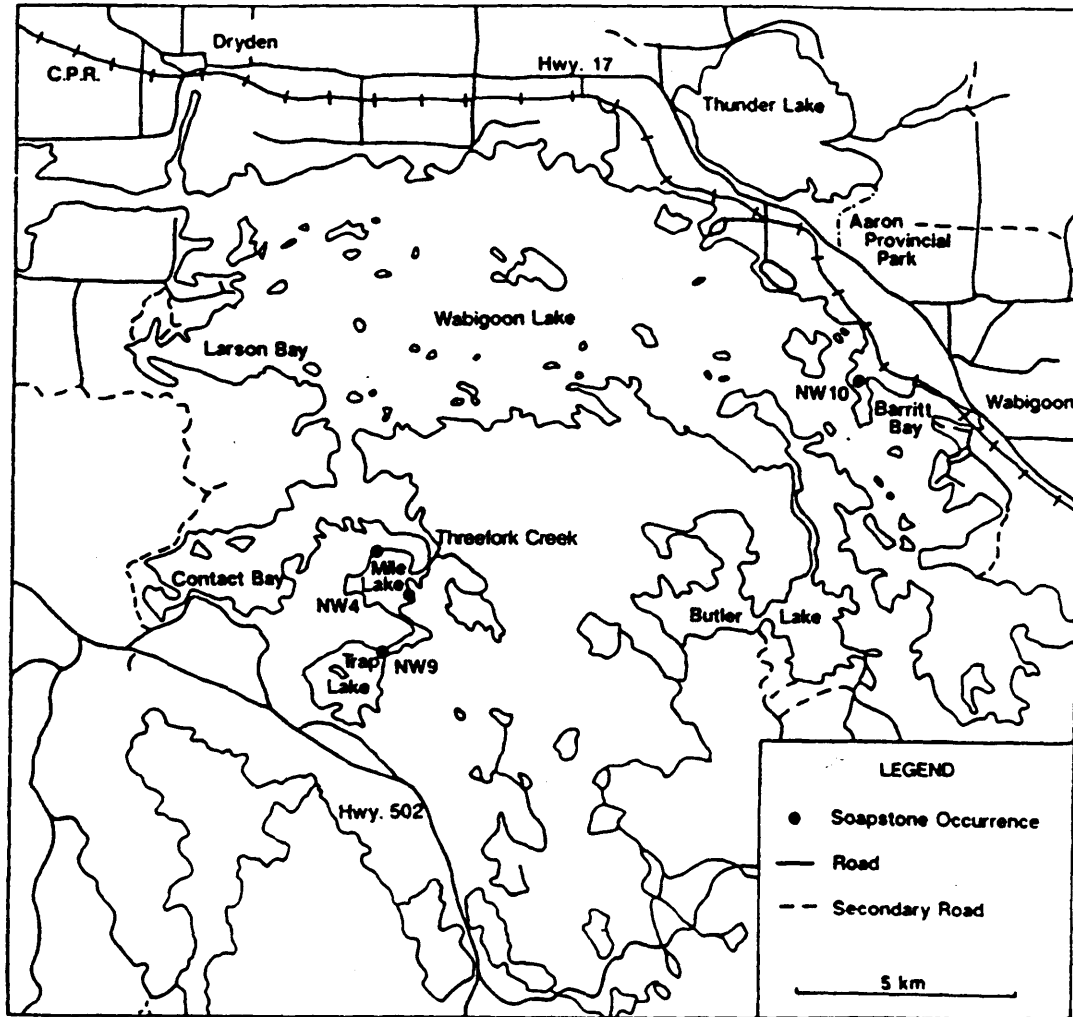 Dryden
C.P.R.
Hwy. 17
Thunder Lake
Aaron
Provincial
Park
Wabigoon Lake
Larson Bay
NW10
Barritt
Bay
Wabigoon
Threefork Creek
Contact Bay
Mile
Lake
NW4
Butler Lake
Trap
Lake
NW9
Hwy. 502
LEGEND
Soapstone Occurrence
Road
Secondary Road
5 km